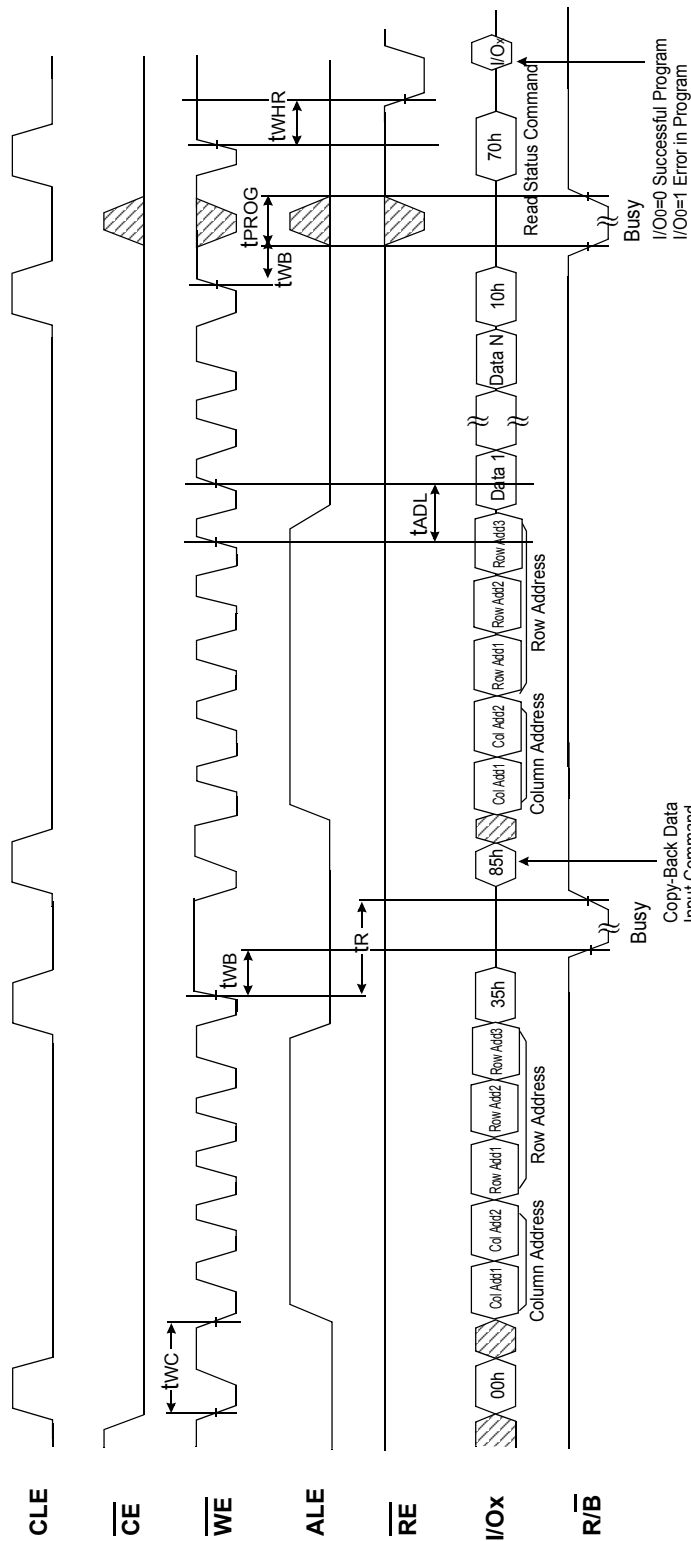 CLE
CE
WE
ALE
RE
I/Ox
R/B
tWC
tWB
tR
tADL
tWB
tPROG
tWHR
00h
Col Add1
Col Add2
Row Add1
Row Add2
Row Add3
35h
85h
Col Add1
Col Add2
Row Add1
Row Add2
Row Add3
Data 1
Data N
10h
70h
I/Ox
Column Address
Row Address
Column Address
Row Address
Read Status Command
Busy
Busy
Copy-Back Data
Input Command
I/O0=0 Successful Program
I/O0=1 Error in Program